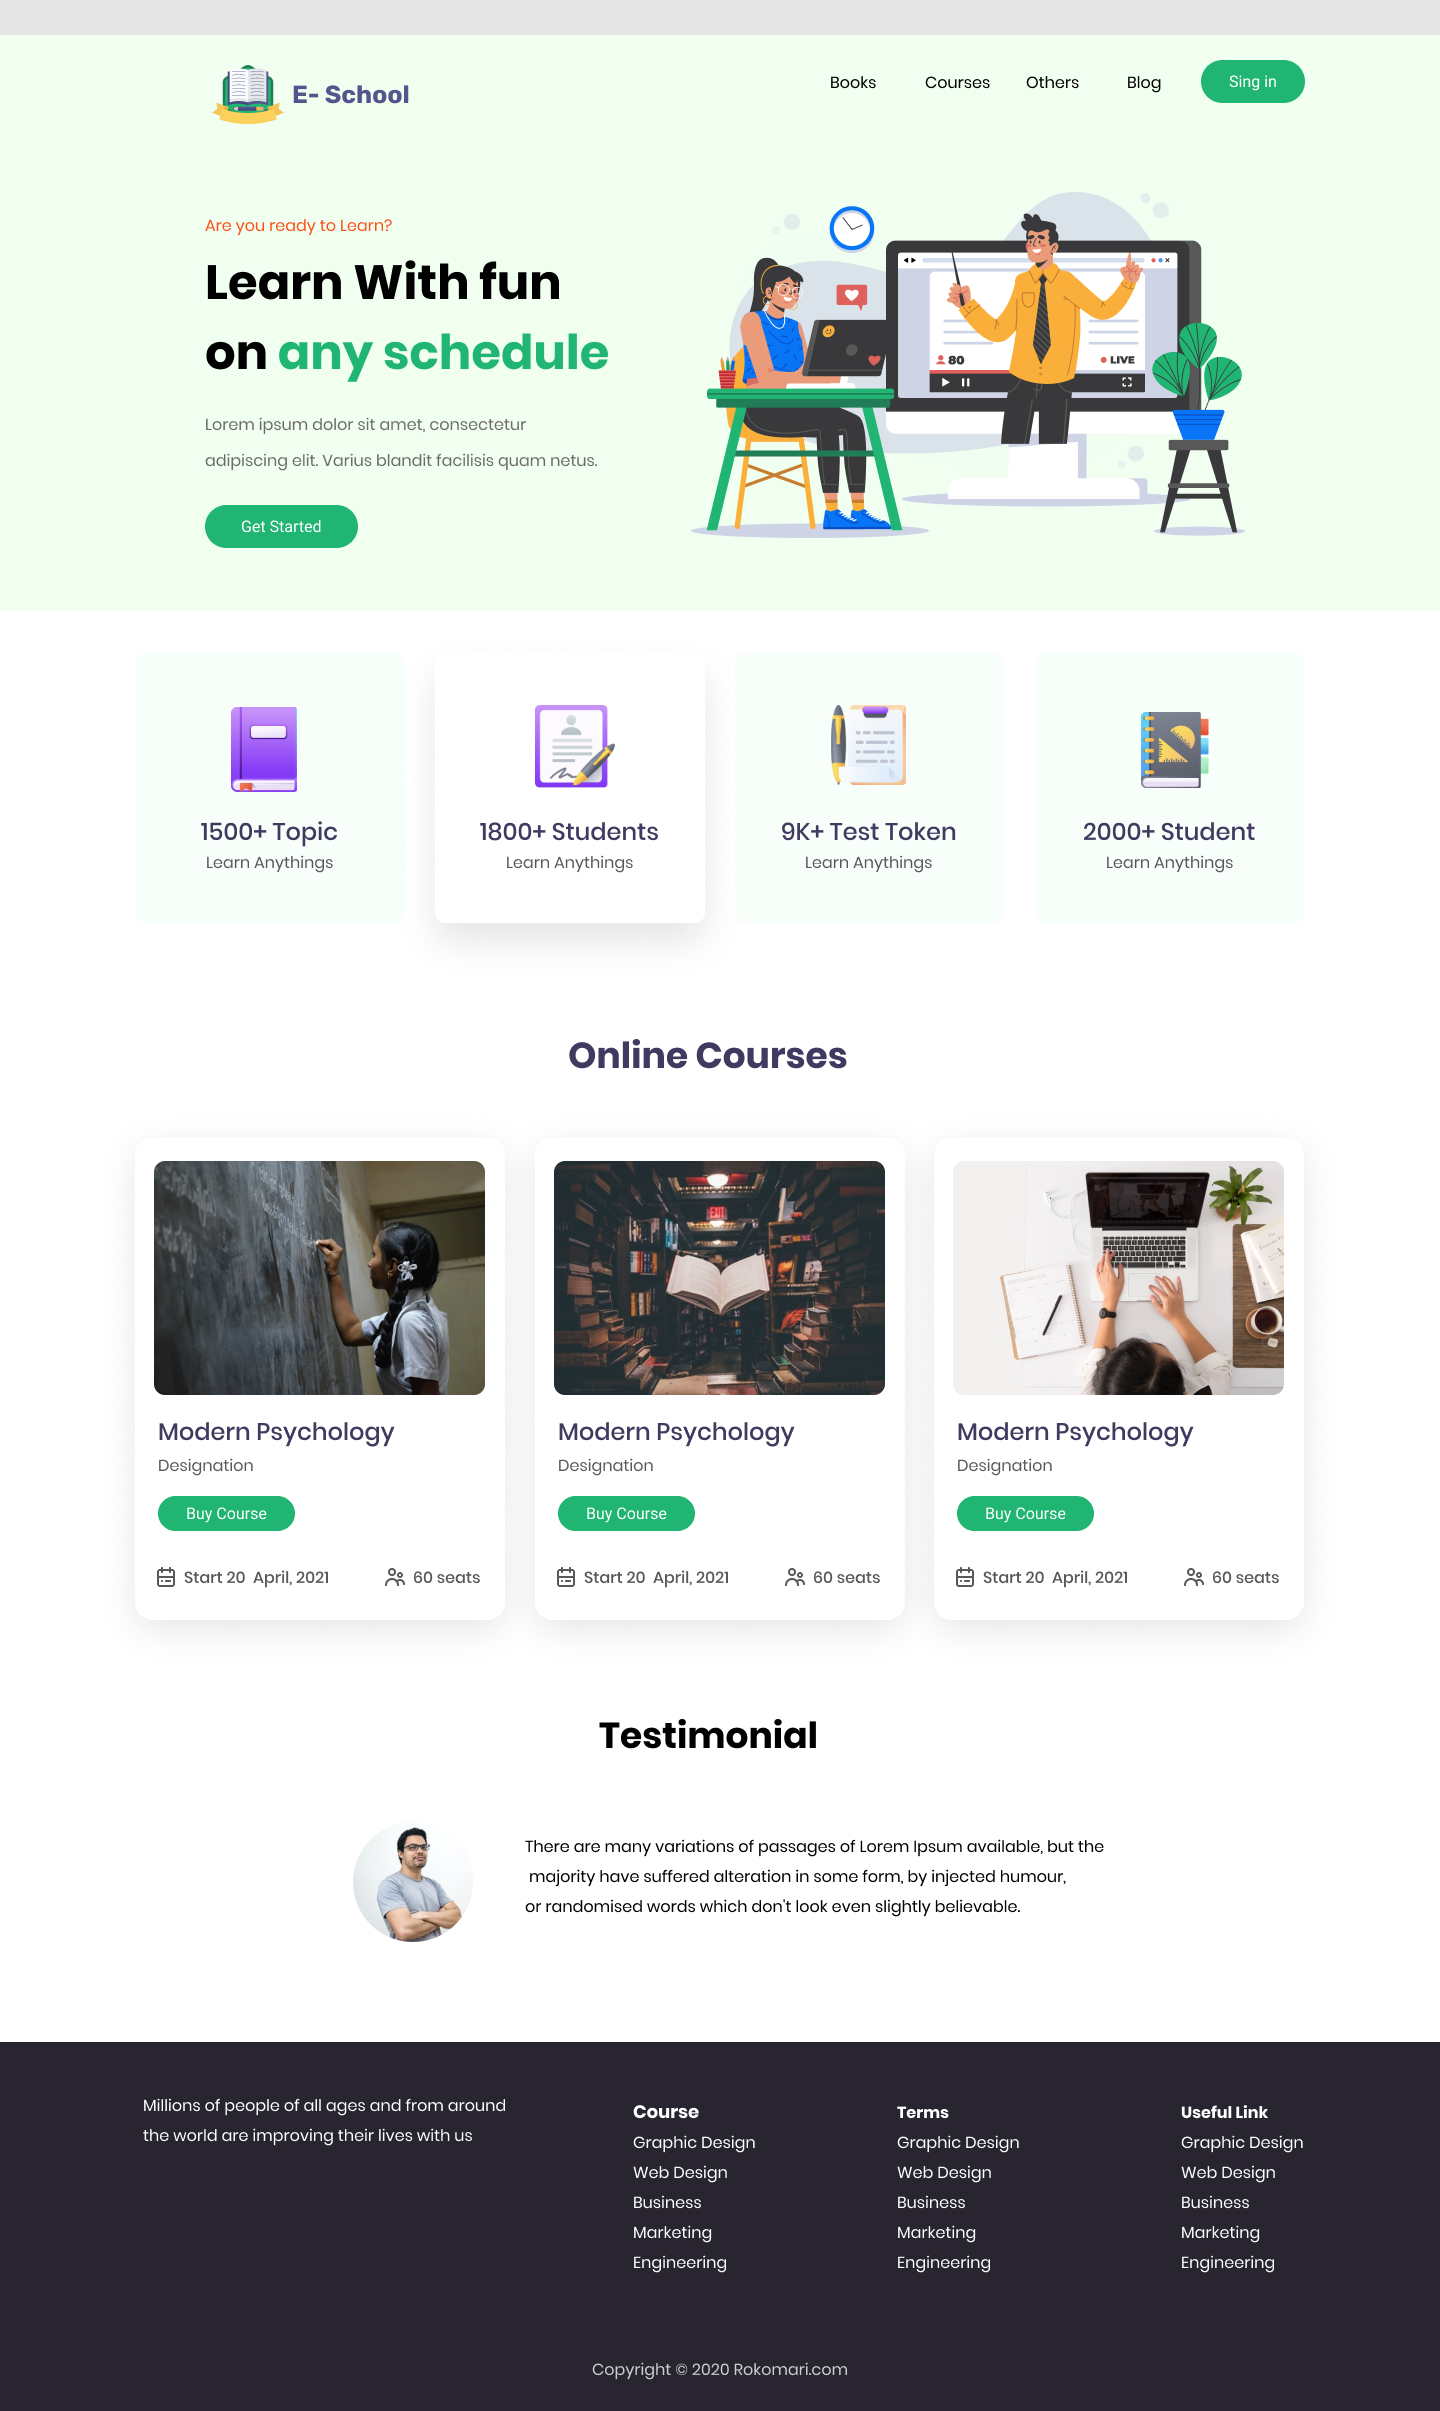 E- School
Books
Courses
Others
Blog
Sing in
Are you ready to Learn?
Learn With fun
on any schedule
Lorem ipsum dolor sit amet, consectetur
adipiscing elit. Varius blandit facilisis quam netus.
Get Started
80
LIVE
1500+ Topic
Learn Anythings
1800+ Students
Learn Anythings
9K+ Test Token
Learn Anythings
2000+ Student
Learn Anythings
Online Courses
EXIT
Modern Psychology
Designation
Buy Course
Start 20 April, 2021
60 seats
Modern Psychology
Designation
Buy Course
Start 20 April, 2021
60 seats
Modern Psychology
Designation
Buy Course
Start 20 April, 2021
60 seats
Testimonial
There are many variations of passages of Lorem Ipsum available, but the
majority have suffered alteration in some form, by injected humour,
or randomised words which don't look even slightly believable.
Millions of people of all ages and from around
the world are improving their lives with us
Course
Graphic Design
Web Design
Business
Marketing
Engineering
Terms
Graphic Design
Web Design
Business
Marketing
Engineering
Useful Link
Graphic Design
Web Design
Business
Marketing
Engineering
Copyright © 2020 Rokomari.com